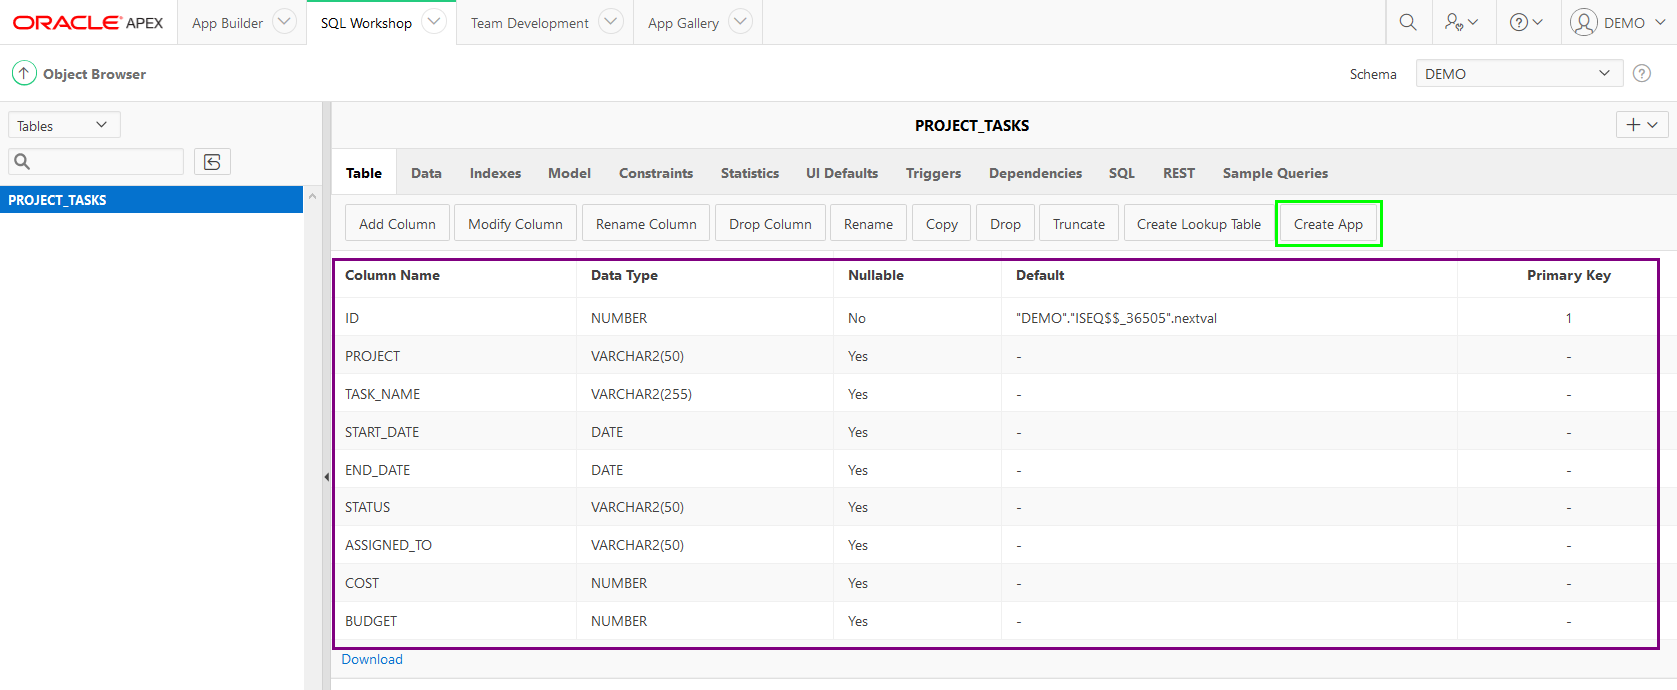 ORACLE APEX App Builder SQL Workshop Team Development App Gallery DEMO
Object Browser Schema DEMO
Tables
PROJECT_TASKS
PROJECT_TASKS
Table Data Indexes Model Constraints Statistics UI Defaults Triggers Dependencies SQL REST Sample Queries
Add Column Modify Column Rename Column Drop Column Rename Copy Drop Truncate Create Lookup Table Create App
Column Name Data Type Nullable Default Primary Key
ID NUMBER No "DEMO"."ISEQ$$_36505".nextval 1
PROJECT VARCHAR2(50) Yes - -
TASK_NAME VARCHAR2(255) Yes - -
START_DATE DATE Yes - -
END_DATE DATE Yes - -
STATUS VARCHAR2(50) Yes - -
ASSIGNED_TO VARCHAR2(50) Yes - -
COST NUMBER Yes - -
BUDGET NUMBER Yes - -
Download